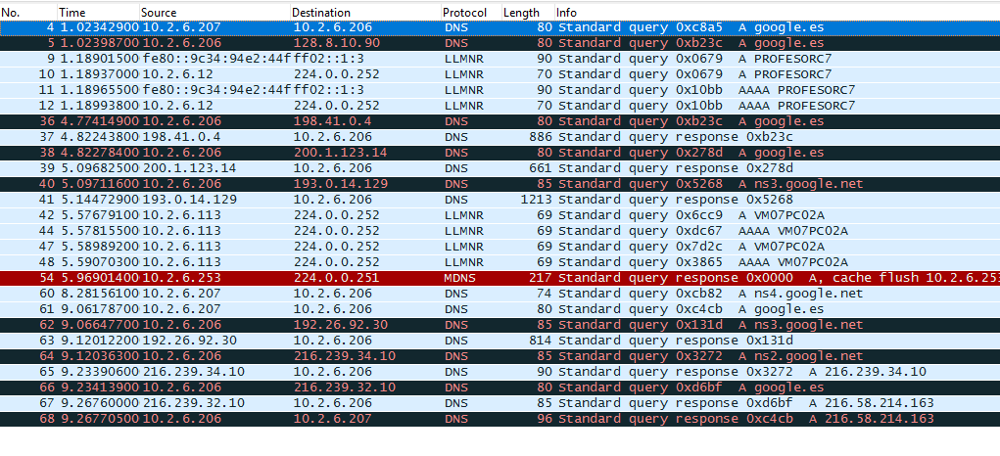 No. Time Source Destination Protocol Length Info
4 1.02342900 10.2.6.207 10.2.6.206 DNS 80 Standard query 0xc8a5 A google.es
5 1.02398700 10.2.6.206 128.8.10.90 DNS 80 Standard query 0xb23c A google.es
9 1.18901500 fe80::9c34:94e2:44ff ff02::1:3 LLMNR 90 Standard query 0x0679 A PROFESORC7
10 1.18937000 10.2.6.12 224.0.0.252 LLMNR 70 Standard query 0x0679 A PROFESORC7
11 1.18965500 fe80::9c34:94e2:44ff ff02::1:3 LLMNR 90 Standard query 0x10bb AAAA PROFESORC7
12 1.18993800 10.2.6.12 224.0.0.252 LLMNR 70 Standard query 0x10bb AAAA PROFESORC7
36 4.77414900 10.2.6.206 198.41.0.4 DNS 80 Standard query 0xb23c A google.es
37 4.82243800 198.41.0.4 10.2.6.206 DNS 886 Standard query response 0xb23c
38 4.82278400 10.2.6.206 200.1.123.14 DNS 80 Standard query 0x278d A google.es
39 5.09682500 200.1.123.14 10.2.6.206 DNS 661 Standard query response 0x278d
40 5.09711600 10.2.6.206 193.0.14.129 DNS 85 Standard query 0x5268 A ns3.google.net
41 5.14472900 193.0.14.129 10.2.6.206 DNS 1213 Standard query response 0x5268
42 5.57679100 10.2.6.113 224.0.0.252 LLMNR 69 Standard query 0x6cc9 A VM07PC02A
44 5.57815500 10.2.6.113 224.0.0.252 LLMNR 69 Standard query 0xdc67 AAAA VM07PC02A
47 5.58989200 10.2.6.113 224.0.0.252 LLMNR 69 Standard query 0x7d2c A VM07PC02A
48 5.59070300 10.2.6.113 224.0.0.252 LLMNR 69 Standard query 0x3865 AAAA VM07PC02A
54 5.96901400 10.2.6.253 224.0.0.251 MDNS 217 Standard query response 0x0000 A, cache flush 10.2.6.253
60 8.28156100 10.2.6.207 10.2.6.206 DNS 74 Standard query 0xcb82 A ns4.google.net
61 9.06178700 10.2.6.207 10.2.6.206 DNS 80 Standard query 0xc4cb A google.es
62 9.06647700 10.2.6.206 192.26.92.30 DNS 85 Standard query 0x131d A ns3.google.net
63 9.12012200 192.26.92.30 10.2.6.206 DNS 814 Standard query response 0x131d
64 9.12036300 10.2.6.206 216.239.34.10 DNS 85 Standard query 0x3272 A ns2.google.net
65 9.23390600 216.239.34.10 10.2.6.206 DNS 90 Standard query response 0x3272 A 216.239.34.10
66 9.23413900 10.2.6.206 216.239.32.10 DNS 80 Standard query 0xd6bf A google.es
67 9.26760000 216.239.32.10 10.2.6.206 DNS 85 Standard query response 0xd6bf A 216.58.214.163
68 9.26770500 10.2.6.206 10.2.6.207 DNS 96 Standard query response 0xc4cb A 216.58.214.163